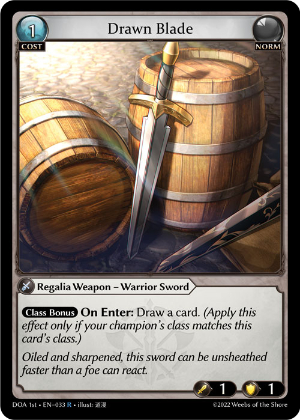 1
Drawn Blade
COST
NORM
Regalia Weapon – Warrior Sword
Class Bonus On Enter: Draw a card. (Apply this
effect only if your champion's class matches
this card's class.)
Oiled and sharpened, this sword can be unsheathed
faster than a foe can react.
1 1
DOA 1st • EN-033 R • illust: 道渥
©2022 Weebs of the Shore